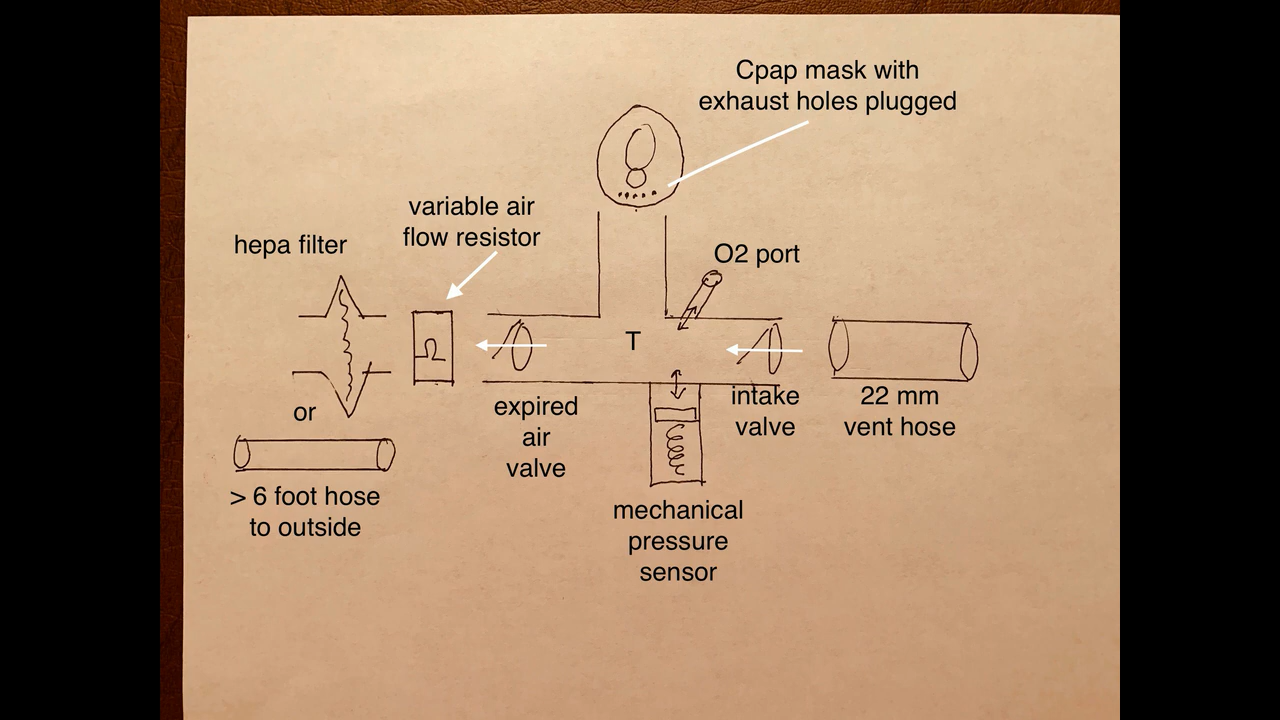 Cpap mask with
exhaust holes plugged
variable air
flow resistor
hepa filter
O2 port
T
Ω
or
expired
air
valve
intake
valve
22 mm
vent hose
> 6 foot hose
to outside
mechanical
pressure
sensor